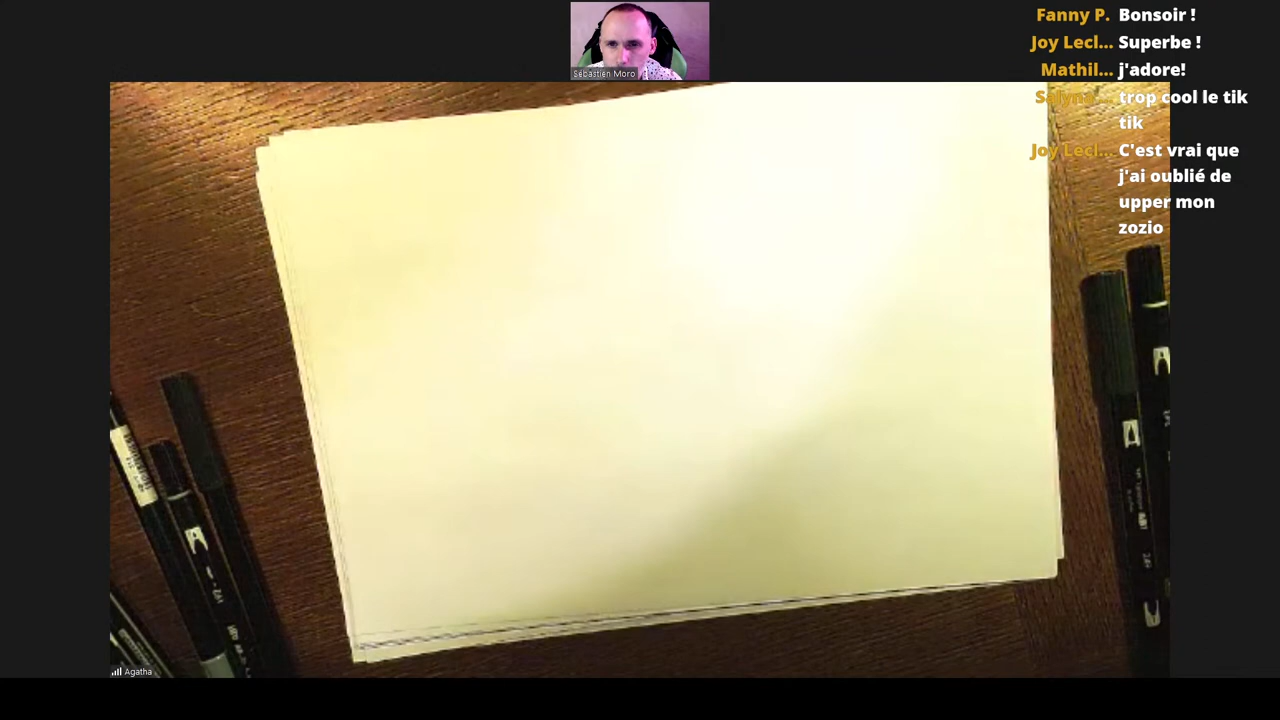 Fanny P. Bonsoir !
Joy Lecl... Superbe !
Mathil... j'adore!
trop cool le tik
tik
Joy Lecl... C'est vrai que
j'ai oublié de
upper mon
zozio
Sébastien Moro
Agatha